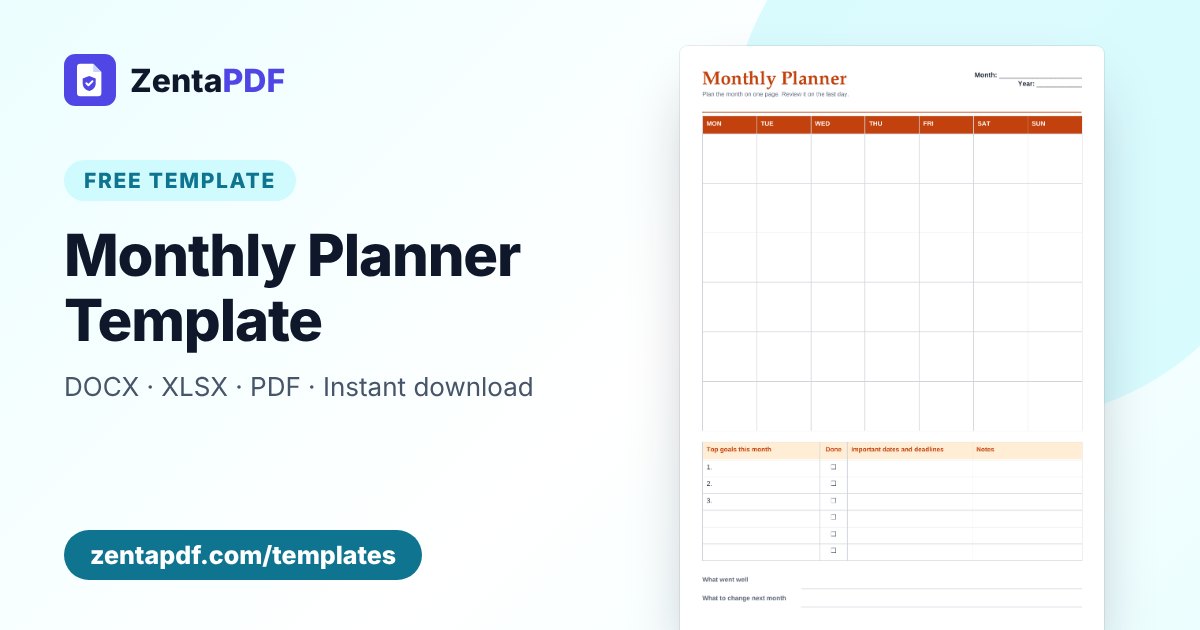 ZentaPDF
FREE TEMPLATE
Monthly Planner
Template
DOCX · XLSX · PDF · Instant download
zentapdf.com/templates
Monthly Planner
Plan the month on one page. Review it on the last day.
Month: ____________________
Year: ___________
MON TUE WED THU FRI SAT SUN
Top goals this month Done Important dates and deadlines Notes
1. ☐
2. ☐
3. ☐
☐
☐
☐
What went well
What to change next month